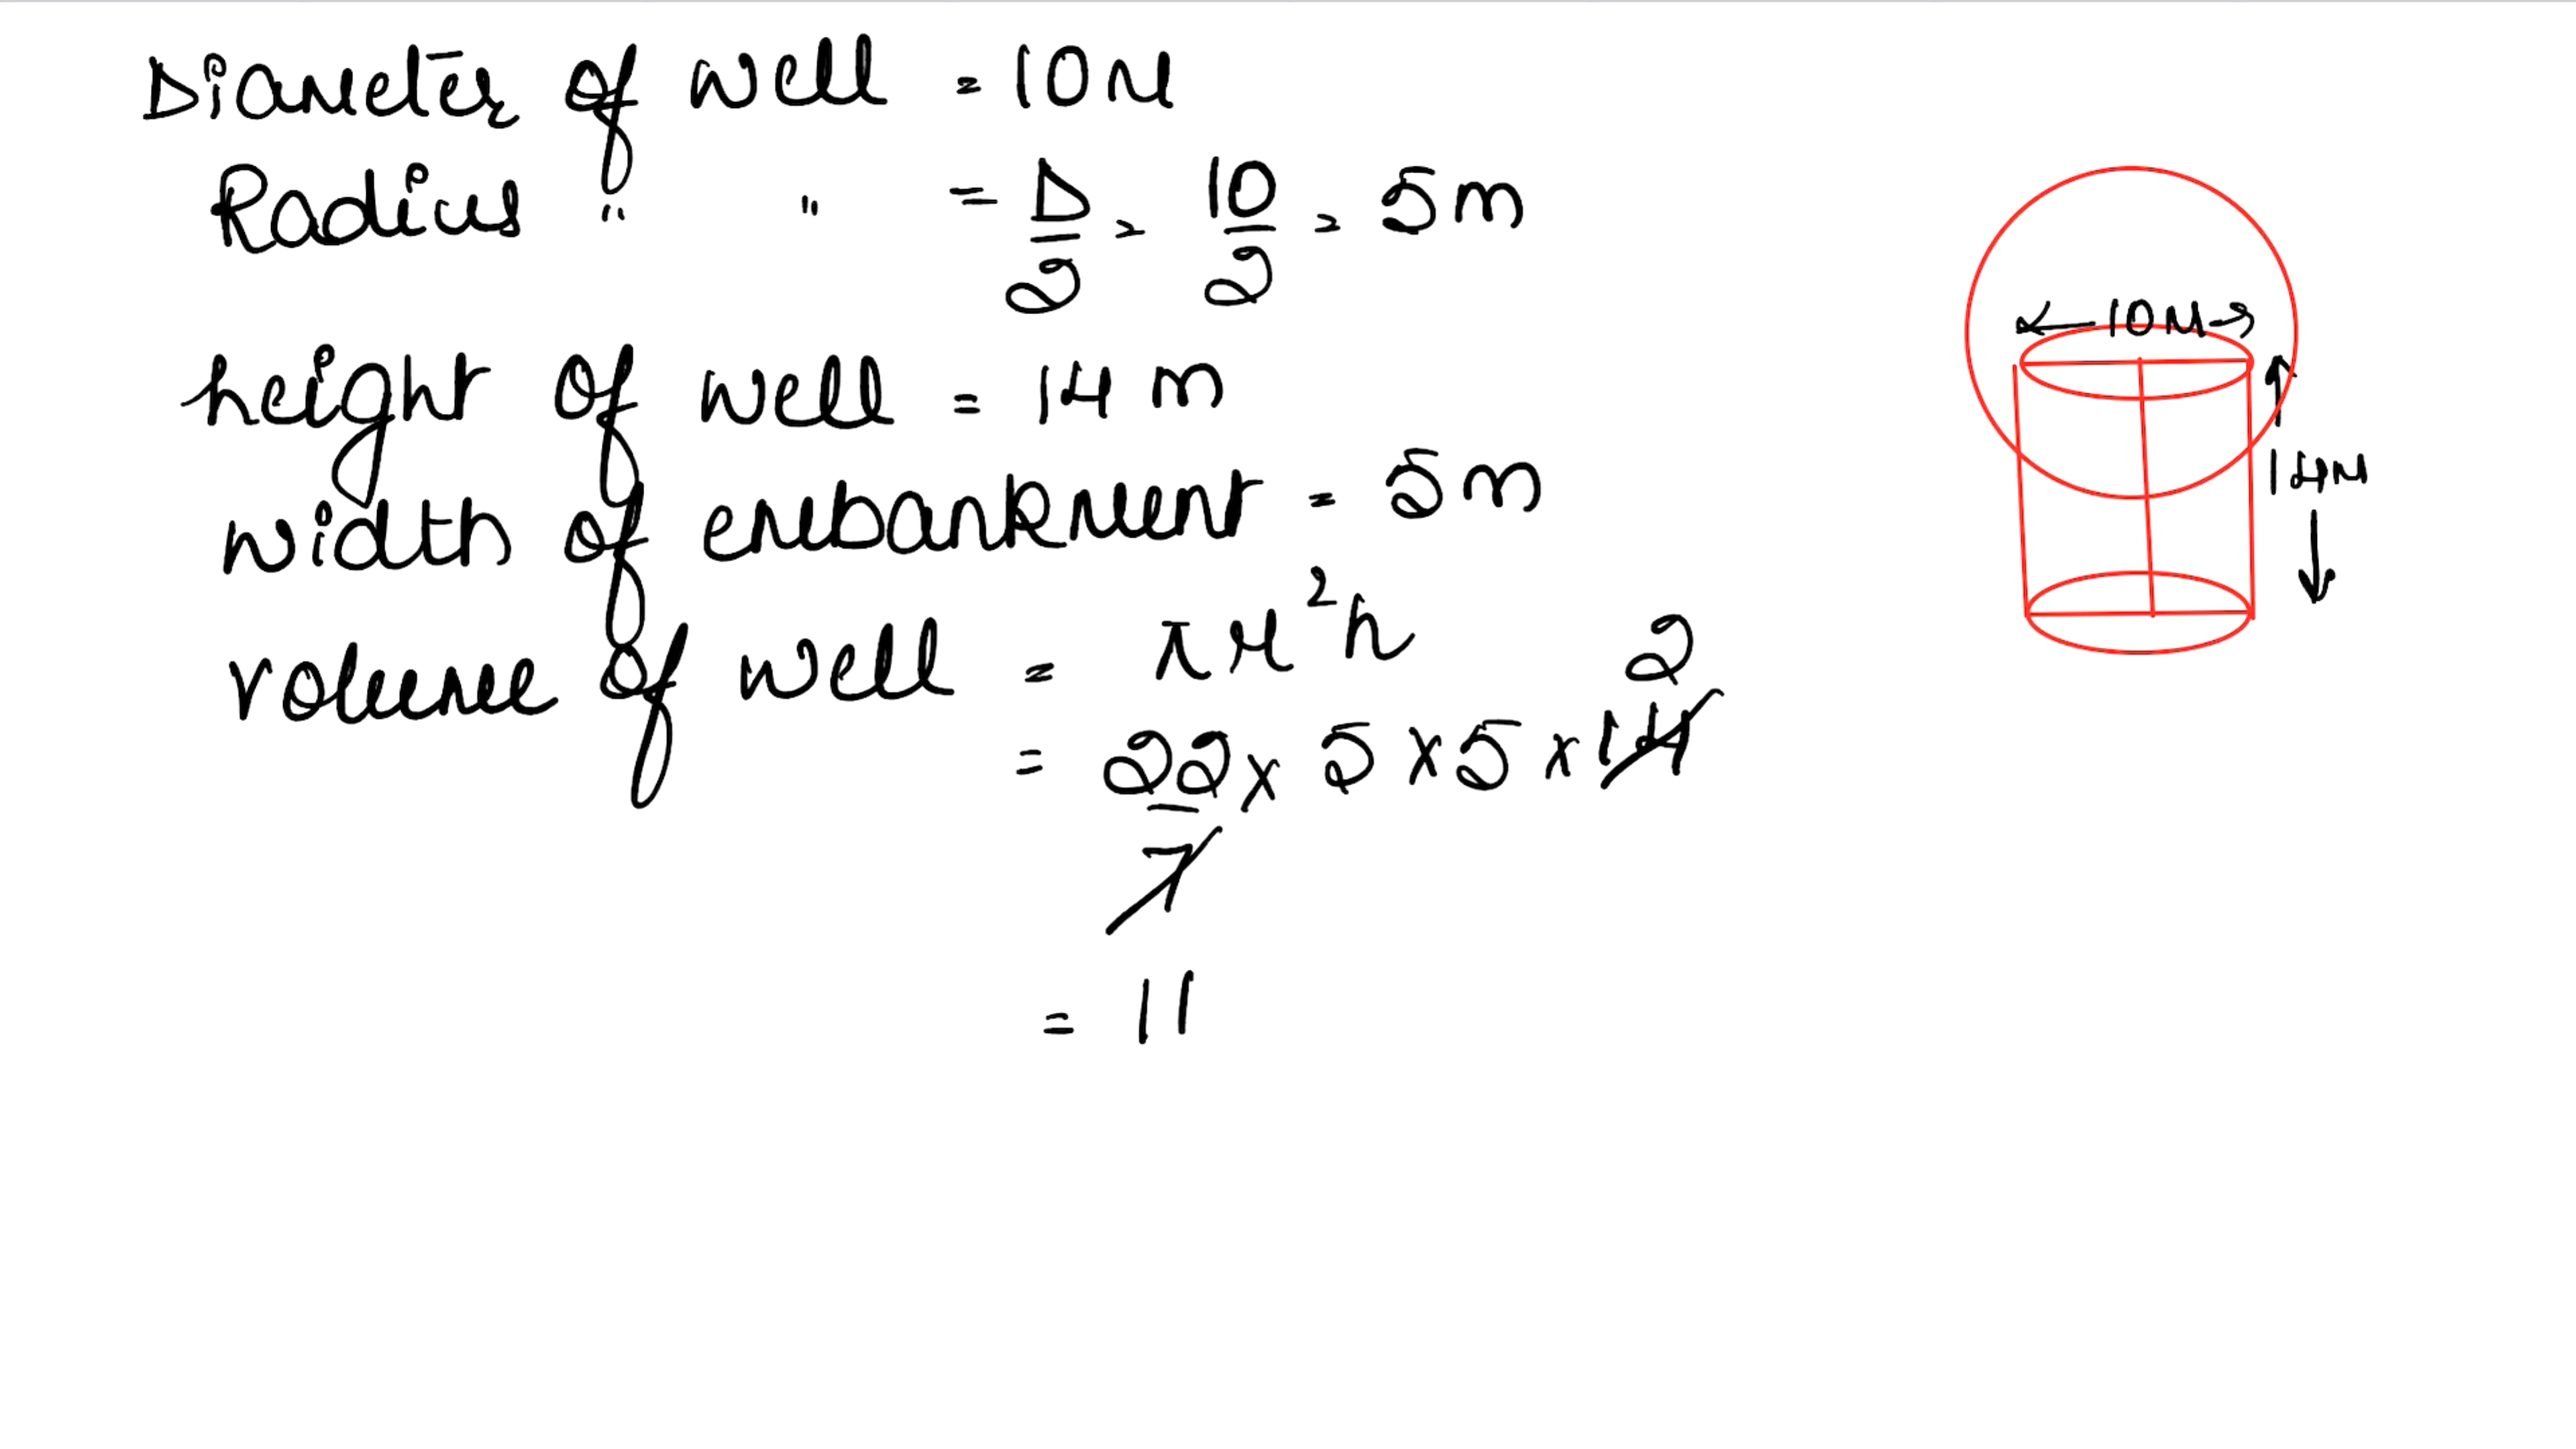 Diameter of well = 10m
Radius " " = D/2 = 10/2 = 5m
height of well = 14 m
width of embankment = 5m
volume of well = πr²h
= 22/7 x 5 x 5 x 14 2
= 11
10m
14m